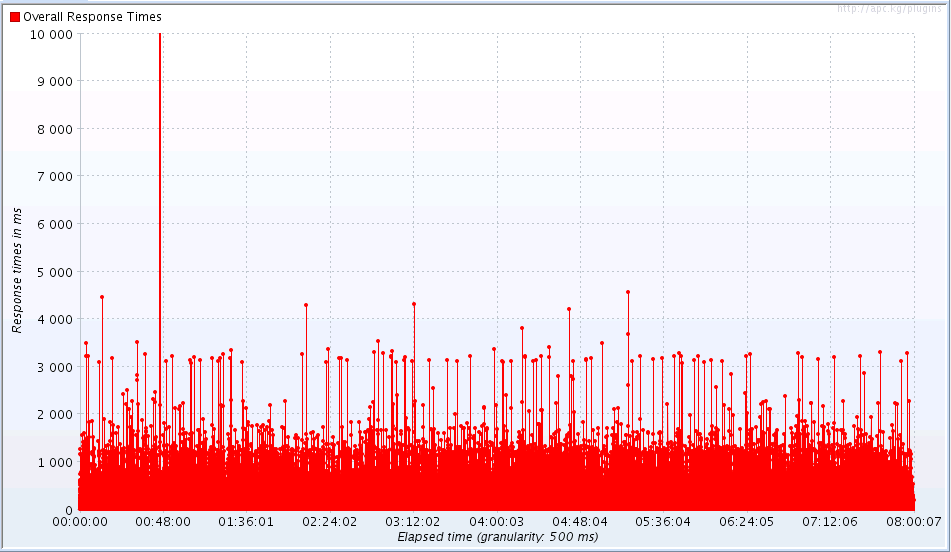 http://apc.kg/plugins
Overall Response Times
10 000
9 000
8 000
7 000
6 000
5 000
4 000
3 000
2 000
1 000
0
Response times in ms
00:00:00 00:48:00 01:36:01 02:24:02 03:12:02 04:00:03 04:48:04 05:36:04 06:24:05 07:12:06 08:00:07
Elapsed time (granularity: 500 ms)